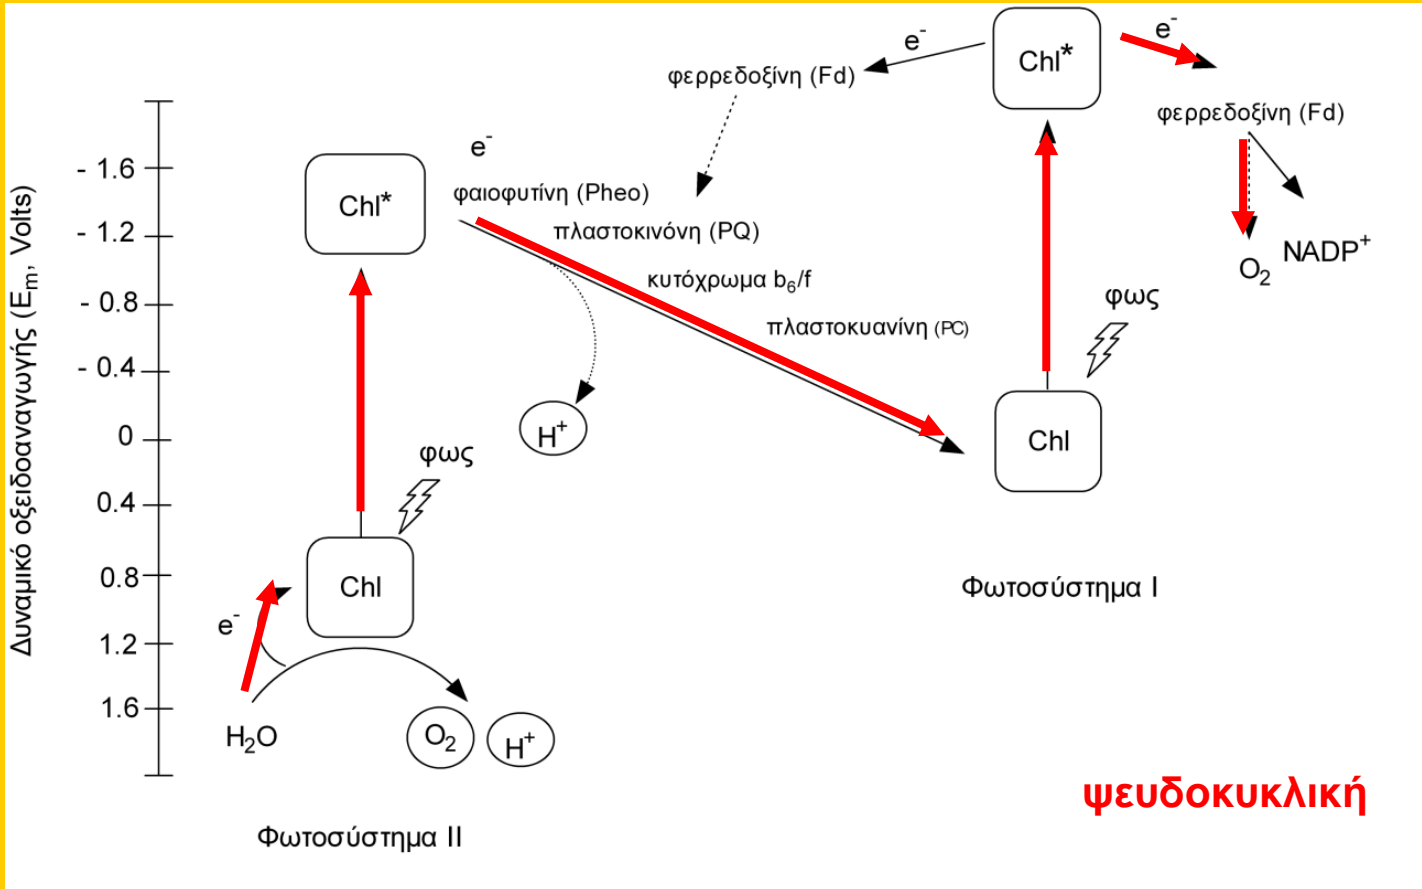 e⁻
Chl*
e⁻
φερρεδοξίνη (Fd)
φερρεδοξίνη (Fd)
Δυναμικό οξειδοαναγωγής (Eₘ, Volts)
- 1.6
- 1.2
- 0.8
- 0.4
0
0.4
0.8
1.2
1.6
e⁻
Chl*
φαιοφυτίνη (Pheo)
πλαστοκινόνη (PQ)
κυτόχρωμα b₆/f
πλαστοκυανίνη (PC)
O₂
NADP⁺
φως
H⁺
Chl
φως
Chl
Φωτοσύστημα Ι
e⁻
H₂O
O₂
H⁺
ψευδοκυκλική
Φωτοσύστημα ΙΙ